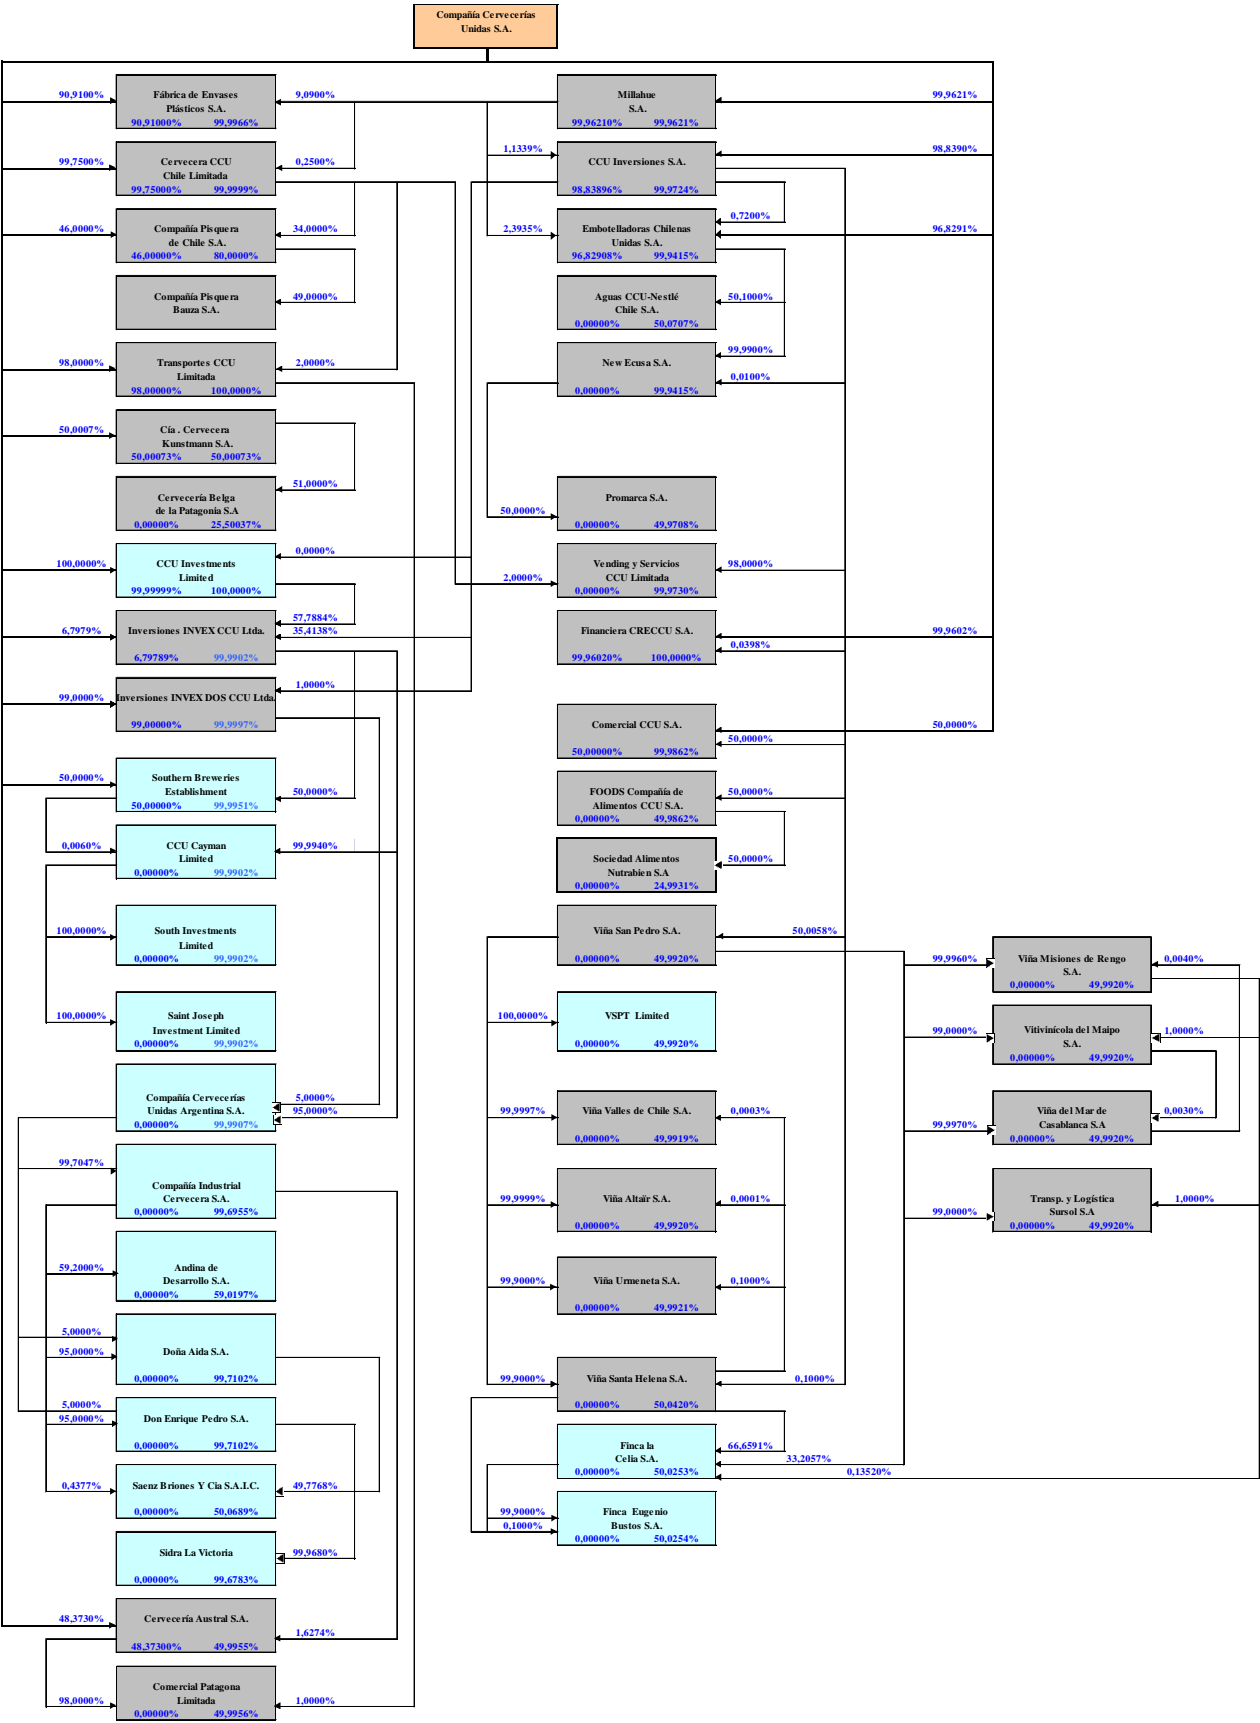 Compañía Cervecerías
Unidas S.A.
90,9100%
Fábrica de Envases
Plásticos S.A.
90,91000% 99,9966%
9,0900%
Millahue
S.A.
99,96210% 99,9621%
99,9621%
99,7500%
Cervecera CCU
Chile Limitada
99,75000% 99,9999%
0,2500%
1,1339%
CCU Inversiones S.A.
98,83896% 99,9724%
98,8390%
46,0000%
Compañía Pisquera
de Chile S.A.
46,00000% 80,0000%
34,0000%
2,3935%
Embotelladoras Chilenas
Unidas S.A.
96,82908% 99,9415%
0,7200%
96,8291%
Compañía Pisquera
Bauza S.A.
49,0000%
Aguas CCU-Nestlé
Chile S.A.
0,00000% 50,0707%
50,1000%
98,0000%
Transportes CCU
Limitada
98,00000% 100,0000%
2,0000%
New Ecusa S.A.
0,00000% 99,9415%
99,9900%
0,0100%
50,0007%
Cía . Cervecera
Kunstmann S.A.
50,00073% 50,00073%
Cervecería Belga
de la Patagonia S.A
0,00000% 25,50037%
51,0000%
50,0000%
Promarca S.A.
0,00000% 49,9708%
100,0000%
CCU Investments
Limited
99,99999% 100,0000%
0,0000%
2,0000%
Vending y Servicios
CCU Limitada
0,00000% 99,9730%
98,0000%
6,7979%
Inversiones INVEX CCU Ltda.
6,79789% 99,9902%
57,7884%
35,4138%
Financiera CRECCU S.A.
99,96020% 100,0000%
99,9602%
0,0398%
99,0000%
Inversiones INVEX DOS CCU Ltda.
99,00000% 99,9997%
1,0000%
Comercial CCU S.A.
50,00000% 99,9862%
50,0000%
50,0000%
50,0000%
Southern Breweries
Establishment
50,00000% 99,9951%
50,0000%
FOODS Compañía de
Alimentos CCU S.A.
0,00000% 49,9862%
50,0000%
0,0060%
CCU Cayman
Limited
0,00000% 99,9902%
99,9940%
Sociedad Alimentos
Nutrabien S.A
0,00000% 24,9931%
50,0000%
100,0000%
South Investments
Limited
0,00000% 99,9902%
Viña San Pedro S.A.
0,00000% 49,9920%
50,0058%
99,9960%
Viña Misiones de Rengo
S.A.
0,00000% 49,9920%
0,0040%
100,0000%
Saint Joseph
Investment Limited
0,00000% 99,9902%
100,0000%
VSPT Limited
0,00000% 49,9920%
99,0000%
Vitivinícola del Maipo
S.A.
0,00000% 49,9920%
1,0000%
Compañía Cervecerías
Unidas Argentina S.A.
0,00000% 99,9907%
5,0000%
95,0000%
99,9997%
Viña Valles de Chile S.A.
0,00000% 49,9919%
0,0003%
99,9970%
Viña del Mar de
Casablanca S.A
0,00000% 49,9920%
0,0030%
99,7047%
Compañía Industrial
Cervecera S.A.
0,00000% 99,6955%
99,9999%
Viña Altaïr S.A.
0,00000% 49,9920%
0,0001%
99,0000%
Transp. y Logística
Sursol S.A
0,00000% 49,9920%
1,0000%
59,2000%
Andina de
Desarrollo S.A.
0,00000% 59,0197%
99,9000%
Viña Urmeneta S.A.
0,00000% 49,9921%
0,1000%
5,0000%
95,0000%
Doña Aida S.A.
0,00000% 99,7102%
99,9000%
Viña Santa Helena S.A.
0,00000% 50,0420%
0,1000%
5,0000%
95,0000%
Don Enrique Pedro S.A.
0,00000% 99,7102%
Finca la
Celia S.A.
0,00000% 50,0253%
66,6591%
33,2057%
0,13520%
0,4377%
Saenz Briones Y Cia S.A.I.C.
0,00000% 50,0689%
49,7768%
99,9000%
0,1000%
Finca Eugenio
Bustos S.A.
0,00000% 50,0254%
Sidra La Victoria
0,00000% 99,6783%
99,9680%
48,3730%
Cervecería Austral S.A.
48,37300% 49,9955%
1,6274%
98,0000%
Comercial Patagona
Limitada
0,00000% 49,9956%
1,0000%